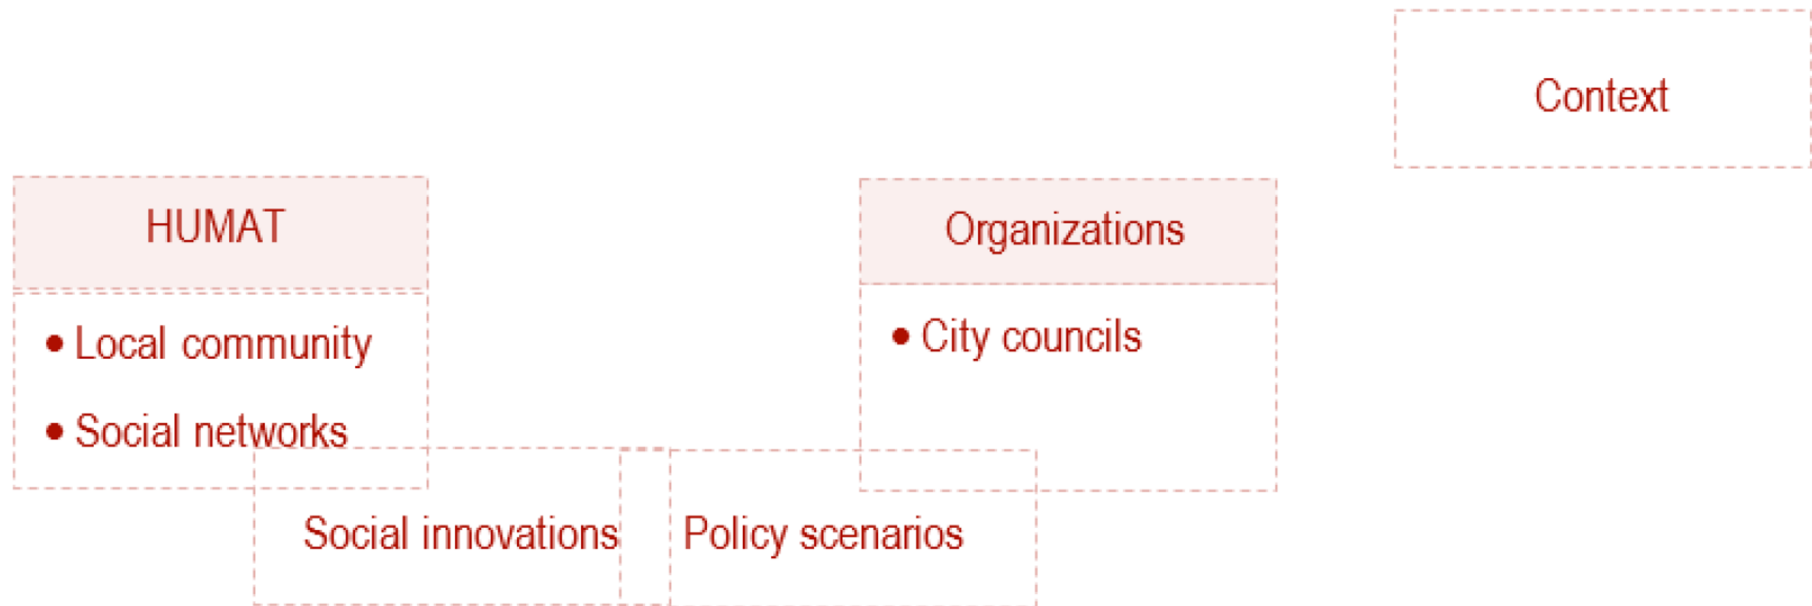 Context
HUMAT
• Local community
• Social networks
Organizations
• City councils
Social innovations
Policy scenarios